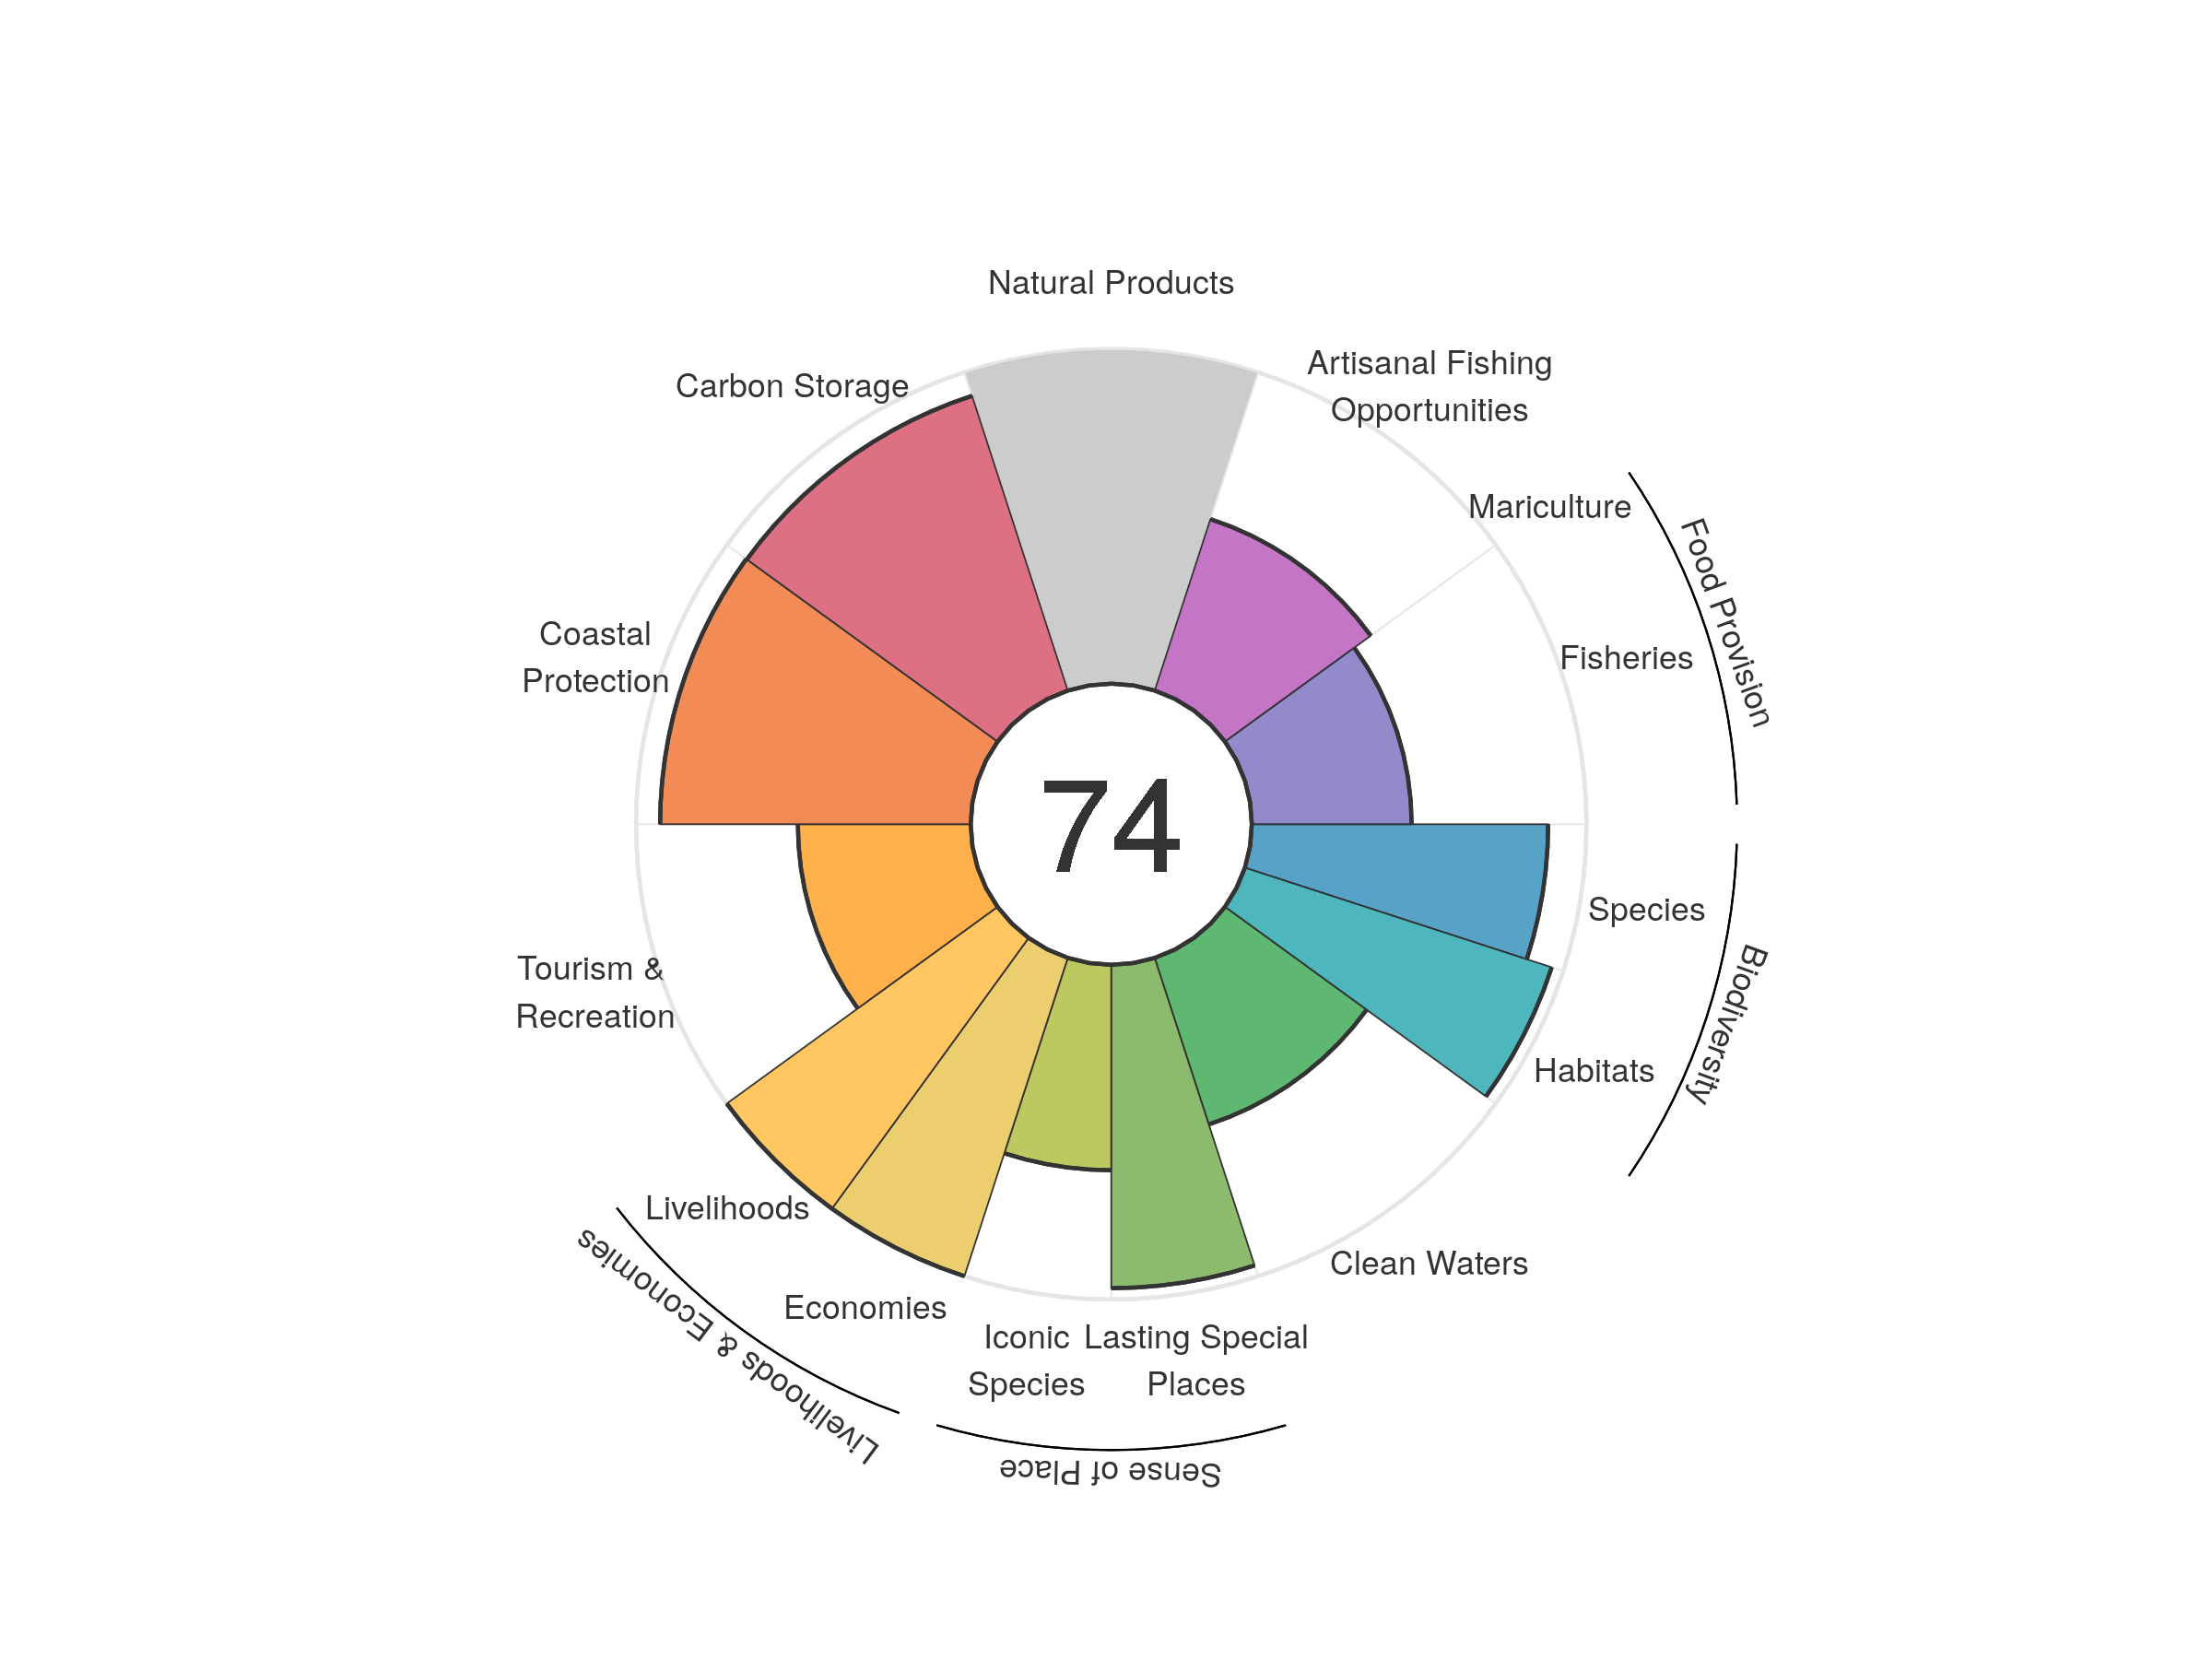 Natural Products
Artisanal Fishing
Opportunities
Carbon Storage
Mariculture
Food Provision
Fisheries
Coastal
Protection
74
Species
Biodiversity
Tourism &
Recreation
Habitats
Livelihoods
Clean Waters
Economies
Livelihoods & Economies
Iconic
Species
Lasting Special
Places
Sense of Place